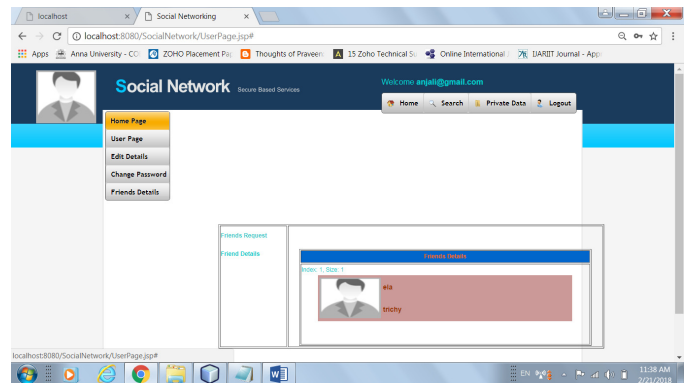 localhost
Social Networking
localhost:8080/SocialNetwork/UserPage.jsp#
Apps Anna University - CO ZOHO Placement Pa Thoughts of Praveen 15 Zoho Technical Su Online International J IJARIIT Journal - App
Social Network Secure Based Services
Welcome anjali@gmail.com
Home Search Private Data Logout
Home Page
User Page
Edit Details
Change Password
Friends Details
Friends Request
Friend Details
Friends Details
Index: 1, Size: 1
ela
trichy
localhost:8080/SocialNetwork/UserPage.jsp#
EN
11:38 AM
2/21/2018